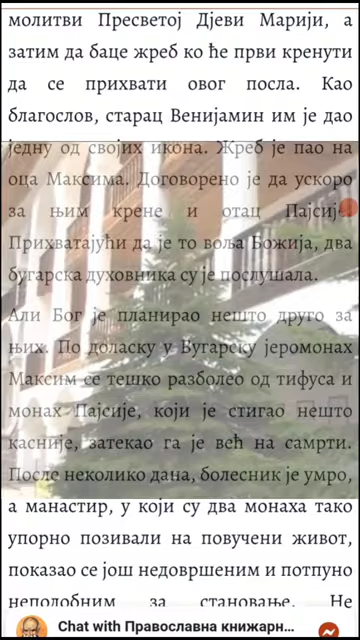 молитви Пресветој Дјеви Марији, а
затим да баце жреб ко ће први кренути
да се прихвати овог посла. Као
благослов, старац Венијамин им је дао
једну од својих икона. Жреб је пао на
оца Максима. Договорено је да ускоро
за њим крене и отац Пајсије.
Прихватајући да је то воља Божија, два
бугарска духовника су је послушала.
Али Бог је планирао нешто друго за
њих. По доласку у Бугарску јеромонах
Максим се тешко разболео од тифуса и
монах Пајсије, који је стигао нешто
касније, затекао га је већ на самрти.
После неколико дана, болесник је умро,
а манастир, у који су два монаха тако
упорно позивали на повучени живот,
показао се још недовршеним и потпуно
неподобним за становање. Не
Chat with Православна книжарн...